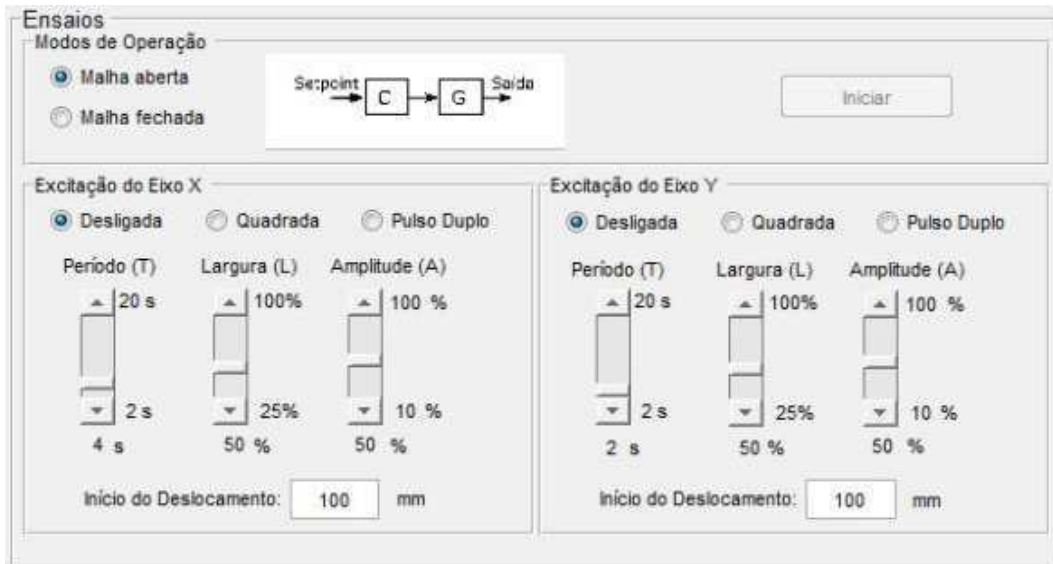 Ensaios
Modos de Operação
Malha aberta
Malha fechada
Setpoint
C
G
Saída
Iniciar
Excitação do Eixo X
Desligada Quadrada Pulso Duplo
Período (T) Largura (L) Amplitude (A)
20 s 100% 100 %
2 s 25% 10 %
4 s 50 % 50 %
Início do Deslocamento: 100 mm
Excitação do Eixo Y
Desligada Quadrada Pulso Duplo
Período (T) Largura (L) Amplitude (A)
20 s 100% 100 %
2 s 25% 10 %
2 s 50 % 50 %
Início do Deslocamento: 100 mm